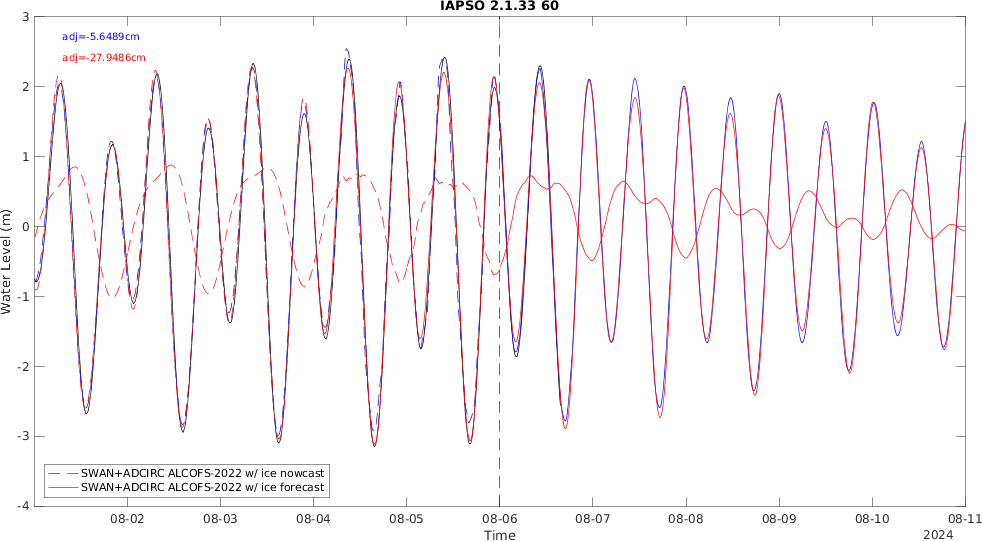 IAPSO 2.1.33 60
adj=-5.6489cm
adj=-27.9486cm
Water Level (m)
3
2
1
0
-1
-2
-3
-4
SWAN+ADCIRC ALCOFS-2022 w/ ice nowcast
SWAN+ADCIRC ALCOFS-2022 w/ ice forecast
08-02 08-03 08-04 08-05 08-06 08-07 08-08 08-09 08-10 08-11
Time
2024